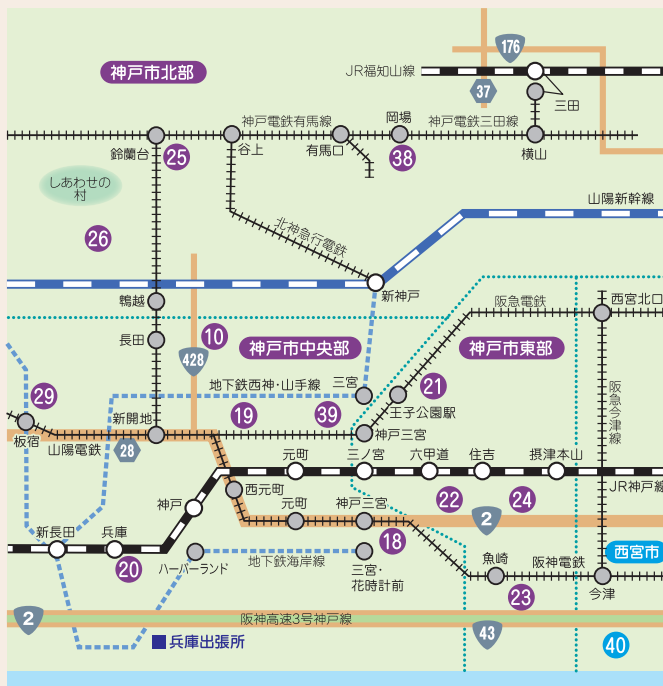 176
神戸市北部
JR福知山線
37
三田
岡場
神戸電鉄有馬線
神戸電鉄三田線
鈴蘭台
25
谷上
有馬口
38
横山
しあわせの
村
山陽新幹線
26
北神急行電鉄
新神戸
鵯越
阪急電鉄
西宮北口
長田
10
神戸市中央部
神戸市東部
428
地下鉄西神・山手線
三宮
21
29
19
39
王子公園駅
新開地
阪急今津線
板宿
山陽電鉄
28
神戸三宮
元町
三ノ宮
六甲道
住吉
摂津本山
JR神戸線
西元町
神戸
元町
神戸三宮
22
24
2
新長田
兵庫
18
魚崎
阪神電鉄
西宮市
20
ハーバーランド
地下鉄海岸線
三宮・
花時計前
23
今津
2
阪神高速3号神戸線
43
兵庫出張所
40